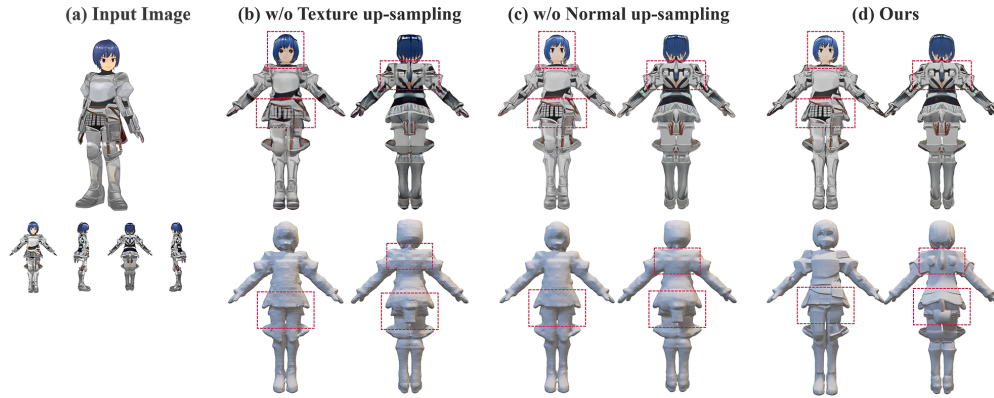 (a) Input Image
(b) w/o Texture up-sampling
(c) w/o Normal up-sampling
(d) Ours